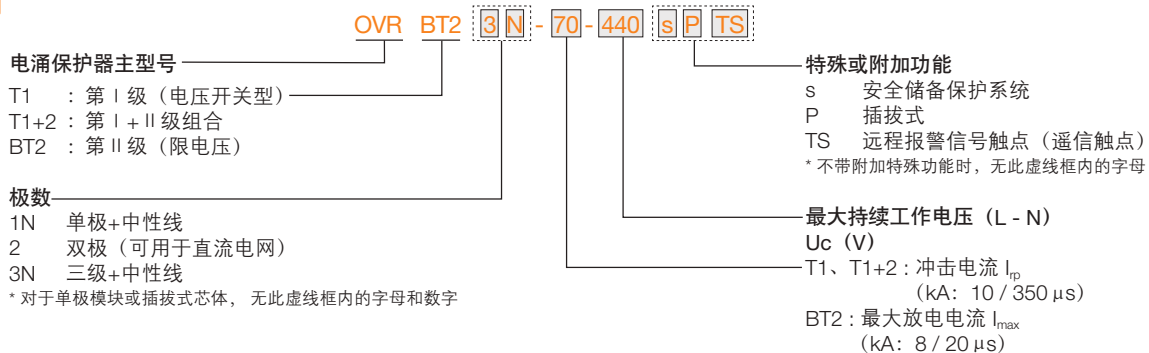 OVR BT2 3 N - 70 - 440 s P TS
电涌保护器主型号
T1 : 第Ⅰ级（电压开关型）
T1+2 : 第Ⅰ+Ⅱ级组合
BT2 : 第Ⅱ级（限电压）
极数
1N 单极+中性线
2 双极（可用于直流电网）
3N 三级+中性线
* 对于单极模块或插拔式芯体， 无此虚线框内的字母和数字
特殊或附加功能
s 安全储备保护系统
P 插拔式
TS 远程报警信号触点（遥信触点）
* 不带附加特殊功能时，无此虚线框内的字母
最大持续工作电压（L - N）
Uc（V）
T1、T1+2 : 冲击电流 Irp
（kA: 10 / 350 μs）
BT2 : 最大放电电流 Imax
（kA: 8 / 20 μs）